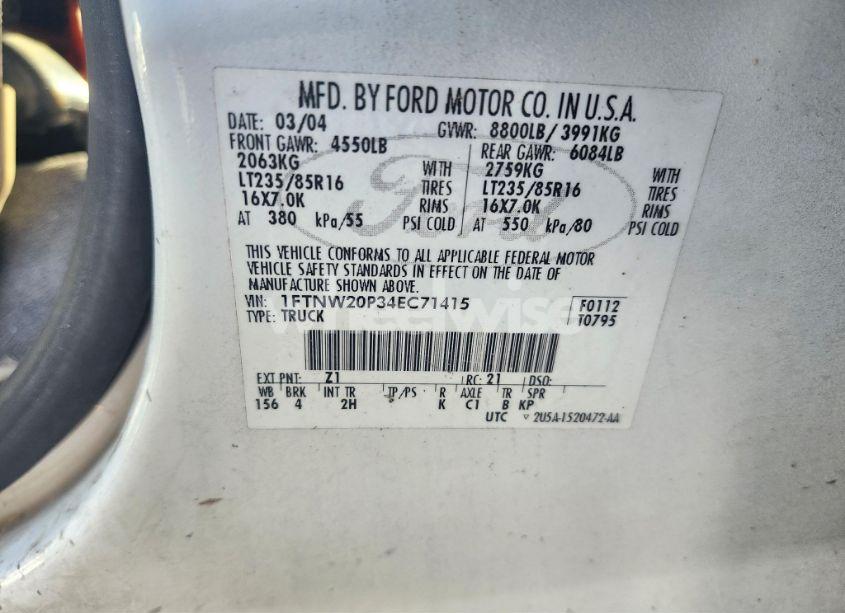 MFD. BY FORD MOTOR CO. IN U.S.A.
DATE: 03/04 GVWR: 8800LB/ 3991KG
FRONT GAWR: 4550LB REAR GAWR: 6084LB
2063KG WITH 2759KG WITH
LT235/85R16 TIRES LT235/85R16 TIRES
16X7.0K RIMS 16X7.0K RIMS
AT 380 kPa/55 PSI COLD AT 550 kPa/80 PSI COLD
Ford
THIS VEHICLE CONFORMS TO ALL APPLICABLE FEDERAL MOTOR
VEHICLE SAFETY STANDARDS IN EFFECT ON THE DATE OF
MANUFACTURE SHOWN ABOVE.
VIN: 1FTNW20P34EC71415 F0112
TYPE: TRUCK T0795
wheelwise
EXT PNT: Z1 RC: 21 DSO:
WB BRK INT TR TP/PS R AXLE TR SPR
156 4 2H K C1 B KP
UTC 2U5A-1520472-AA